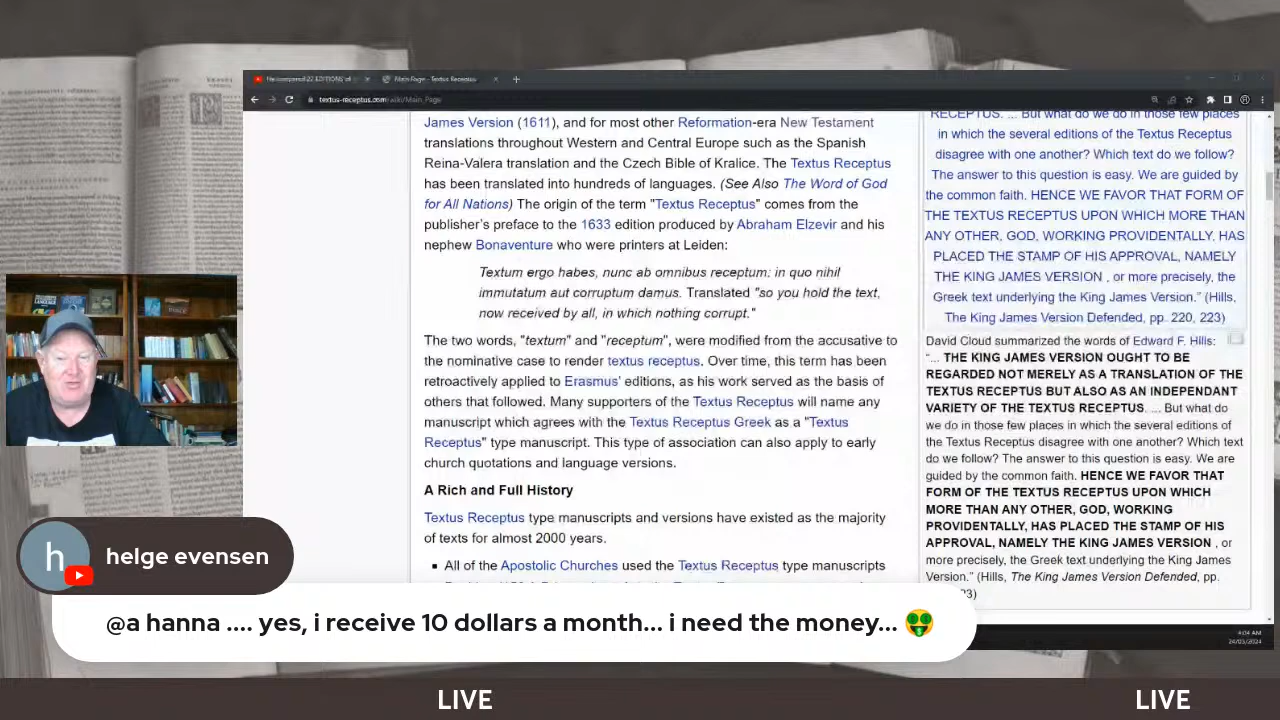 Main Page - Textus Receptus
textus-receptus.com/wiki/Main_Page
James Version (1611), and for most other Reformation-era New Testament
translations throughout Western and Central Europe such as the Spanish
Reina-Valera translation and the Czech Bible of Kralice. The Textus Receptus
has been translated into hundreds of languages. (See Also The Word of God
for All Nations) The origin of the term "Textus Receptus" comes from the
publisher's preface to the 1633 edition produced by Abraham Elzevir and his
nephew Bonaventure who were printers at Leiden:
Textum ergo habes, nunc ab omnibus receptum: in quo nihil
immutatum aut corruptum damus. Translated "so you hold the text,
now received by all, in which nothing corrupt."
The two words, "textum" and "receptum", were modified from the accusative to
the nominative case to render textus receptus. Over time, this term has been
retroactively applied to Erasmus' editions, as his work served as the basis of
others that followed. Many supporters of the Textus Receptus will name any
manuscript which agrees with the Textus Receptus Greek as a "Textus
Receptus" type manuscript. This type of association can also apply to early
church quotations and language versions.
A Rich and Full History
Textus Receptus type manuscripts and versions have existed as the majority
of texts for almost 2000 years.
▪ All of the Apostolic Churches used the Textus Receptus type manuscripts
RECEPTUS. ... But what do we do in those few places
in which the several editions of the Textus Receptus
disagree with one another? Which text do we follow?
The answer to this question is easy. We are guided by
the common faith. HENCE WE FAVOR THAT FORM OF
THE TEXTUS RECEPTUS UPON WHICH MORE THAN
ANY OTHER, GOD, WORKING PROVIDENTALLY, HAS
PLACED THE STAMP OF HIS APPROVAL, NAMELY
THE KING JAMES VERSION , or more precisely, the
Greek text underlying the King James Version.” (Hills,
The King James Version Defended, pp. 220, 223)
David Cloud summarized the words of Edward F. Hills:
“... THE KING JAMES VERSION OUGHT TO BE
REGARDED NOT MERELY AS A TRANSLATION OF THE
TEXTUS RECEPTUS BUT ALSO AS AN INDEPENDANT
VARIETY OF THE TEXTUS RECEPTUS. ... But what do
we do in those few places in which the several editions of
the Textus Receptus disagree with one another? Which text
do we follow? The answer to this question is easy. We are
guided by the common faith. HENCE WE FAVOR THAT
FORM OF THE TEXTUS RECEPTUS UPON WHICH
MORE THAN ANY OTHER, GOD, WORKING
PROVIDENTIALLY, HAS PLACED THE STAMP OF HIS
APPROVAL, NAMELY THE KING JAMES VERSION , or
more precisely, the Greek text underlying the King James
Version.” (Hills, The King James Version Defended, pp.
h
helge evensen
@a hanna .... yes, i receive 10 dollars a month... i need the money... 🤑
4:04 AM
24/03/2024
LIVE
LIVE